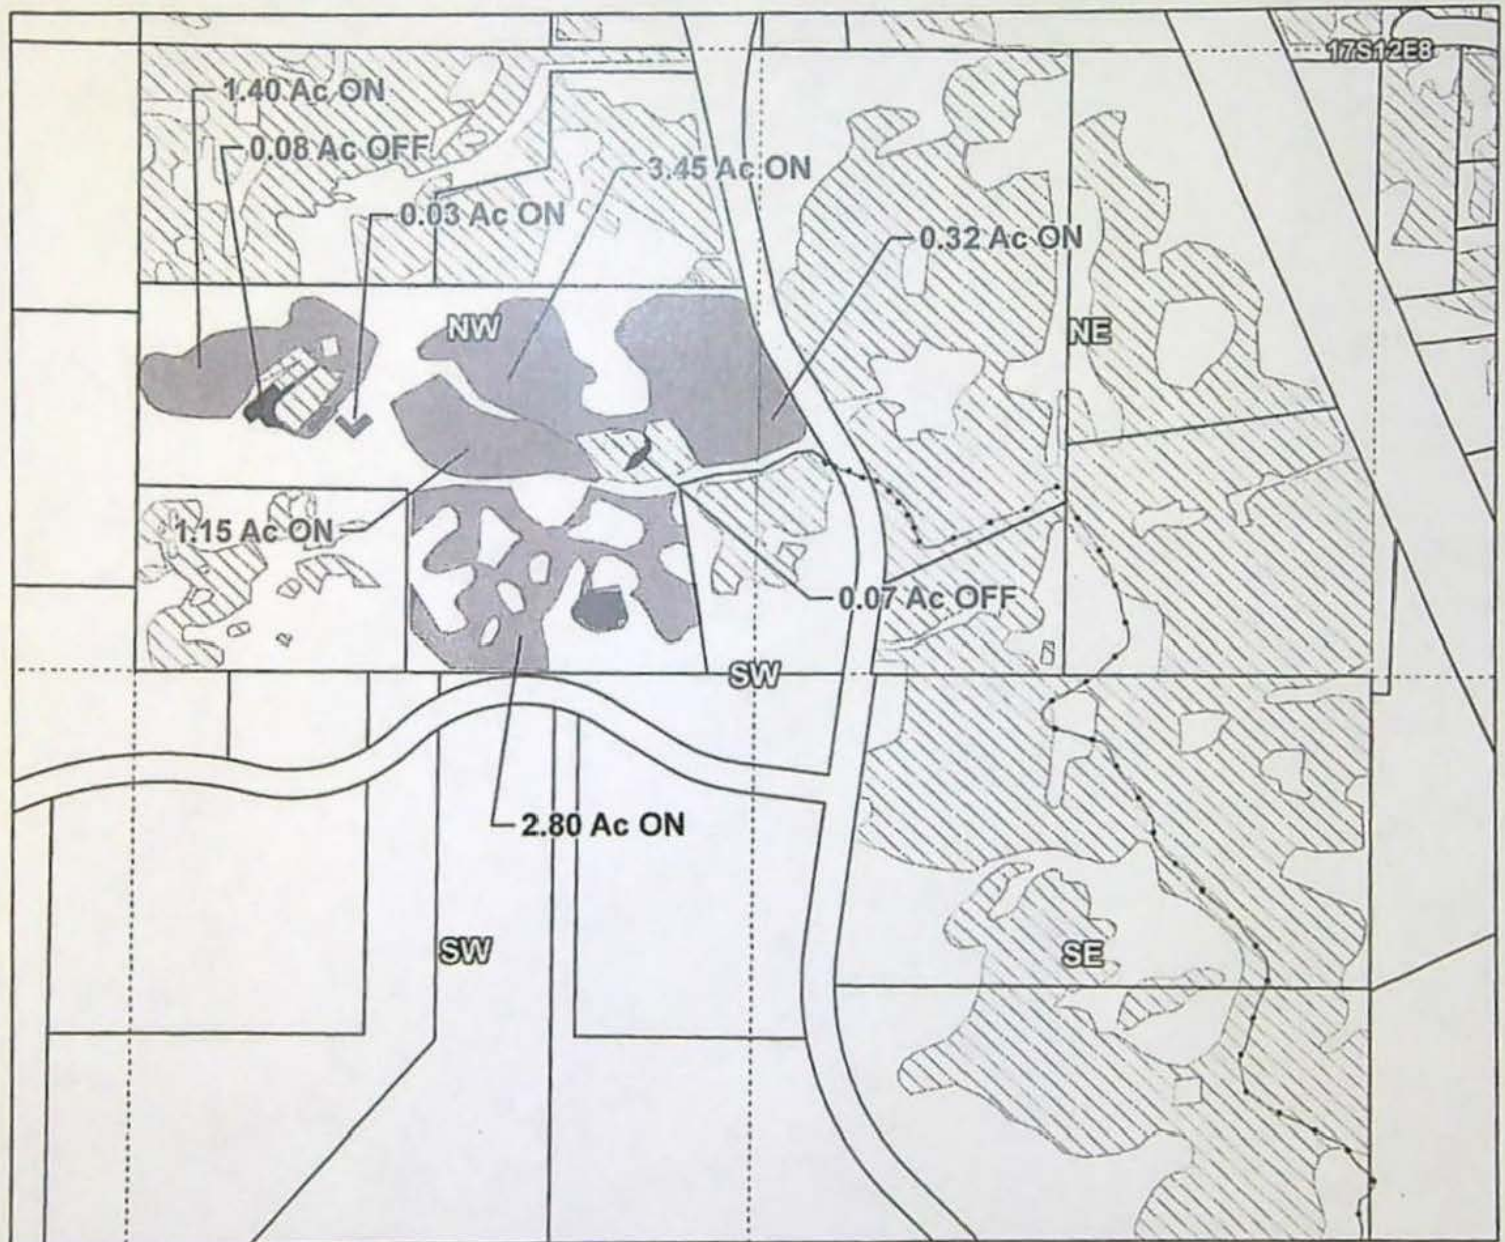 17S12E8
1.40 Ac ON
0.08 Ac OFF
3.45 Ac ON
0.03 Ac ON
0.32 Ac ON
NW
NE
1.15 Ac ON
0.07 Ac OFF
SW
2.80 Ac ON
SW
SE